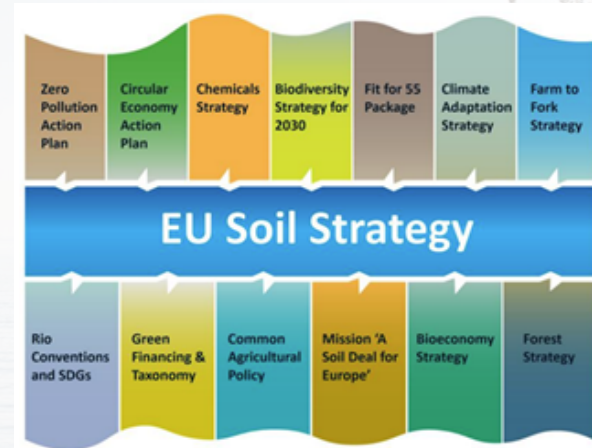 Zero
Pollution
Action
Plan
Circular
Economy
Action
Plan
Chemicals
Strategy
Biodiversity
Strategy for
2030
Fit for 55
Package
Climate
Adaptation
Strategy
Farm to
Fork
Strategy
EU Soil Strategy
Rio
Conventions
and SDGs
Green
Financing &
Taxonomy
Common
Agricultural
Policy
Mission ‘A
Soil Deal for
Europe’
Bioeconomy
Strategy
Forest
Strategy